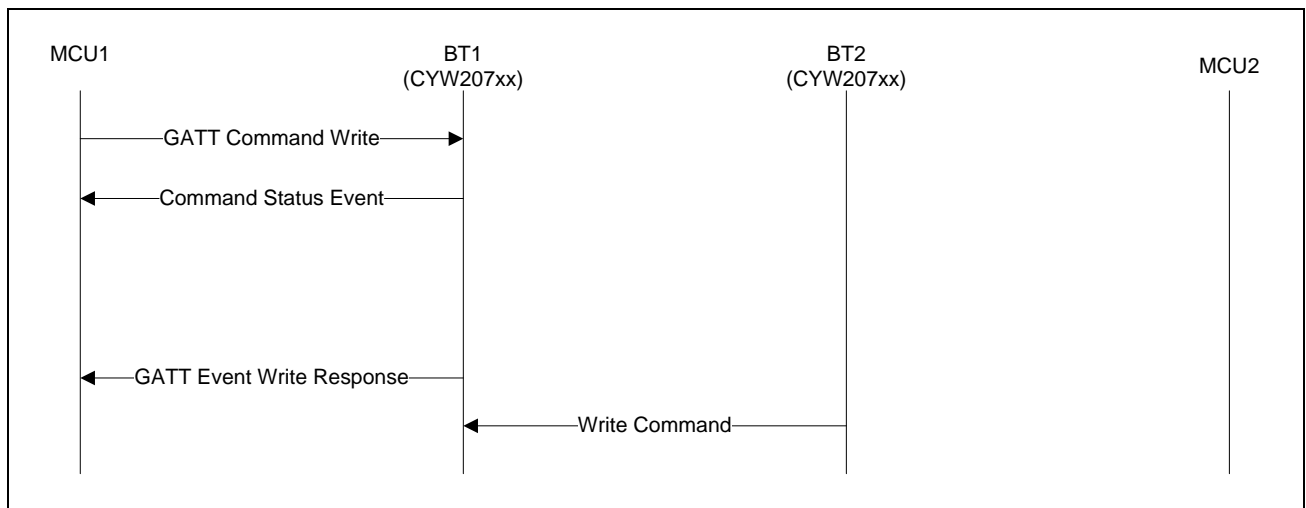 MCU1
BT1
(CYW207xx)
BT2
(CYW207xx)
MCU2
GATT Command Write
Command Status Event
GATT Event Write Response
Write Command